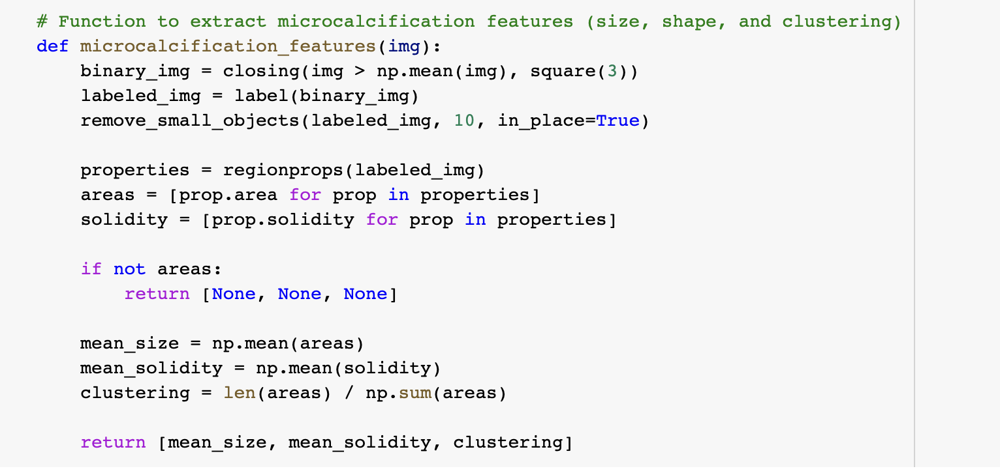 # Function to extract microcalcification features (size, shape, and clustering)
def microcalcification_features(img):
    binary_img = closing(img > np.mean(img), square(3))
    labeled_img = label(binary_img)
    remove_small_objects(labeled_img, 10, in_place=True)

    properties = regionprops(labeled_img)
    areas = [prop.area for prop in properties]
    solidity = [prop.solidity for prop in properties]

    if not areas:
        return [None, None, None]

    mean_size = np.mean(areas)
    mean_solidity = np.mean(solidity)
    clustering = len(areas) / np.sum(areas)

    return [mean_size, mean_solidity, clustering]